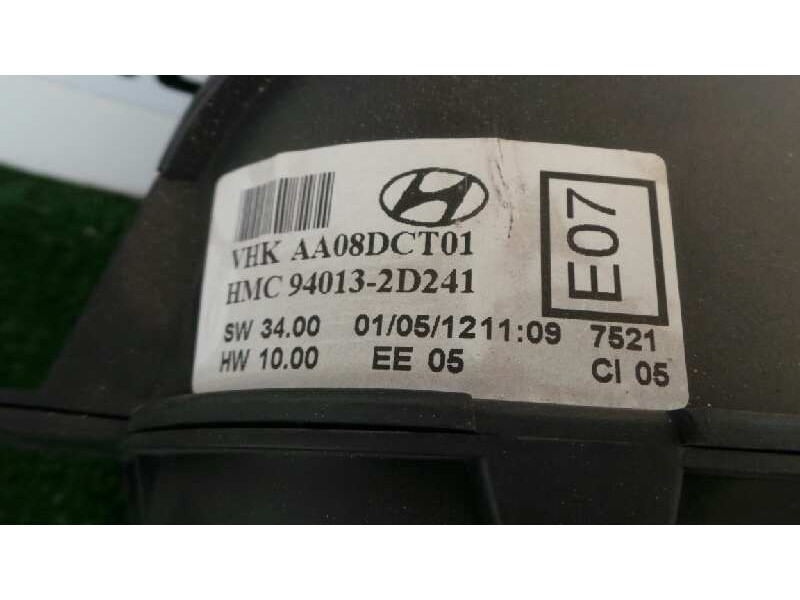 VHK AA08DCT01
HMC 94013-2D241
E07
SW 34.00 01/05/1211:09 7521
HW 10.00 EE 05 CI 05